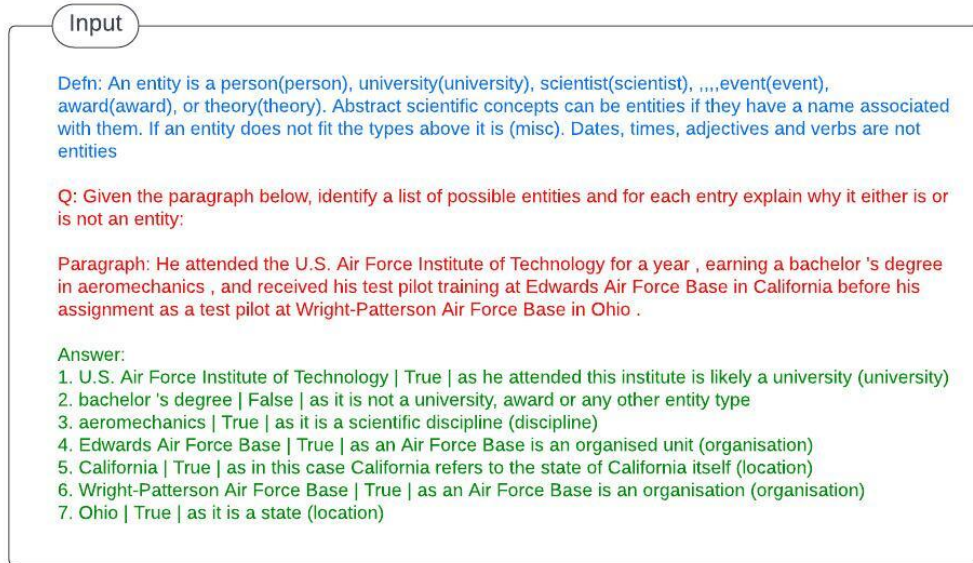 Input
Defn: An entity is a person(person), university(university), scientist(scientist), ,,,,event(event),
award(award), or theory(theory). Abstract scientific concepts can be entities if they have a name associated
with them. If an entity does not fit the types above it is (misc). Dates, times, adjectives and verbs are not
entities
Q: Given the paragraph below, identify a list of possible entities and for each entry explain why it either is or
is not an entity:
Paragraph: He attended the U.S. Air Force Institute of Technology for a year , earning a bachelor 's degree
in aeromechanics , and received his test pilot training at Edwards Air Force Base in California before his
assignment as a test pilot at Wright-Patterson Air Force Base in Ohio .
Answer:
1. U.S. Air Force Institute of Technology | True | as he attended this institute is likely a university (university)
2. bachelor 's degree | False | as it is not a university, award or any other entity type
3. aeromechanics | True | as it is a scientific discipline (discipline)
4. Edwards Air Force Base | True | as an Air Force Base is an organised unit (organisation)
5. California | True | as in this case California refers to the state of California itself (location)
6. Wright-Patterson Air Force Base | True | as an Air Force Base is an organisation (organisation)
7. Ohio | True | as it is a state (location)